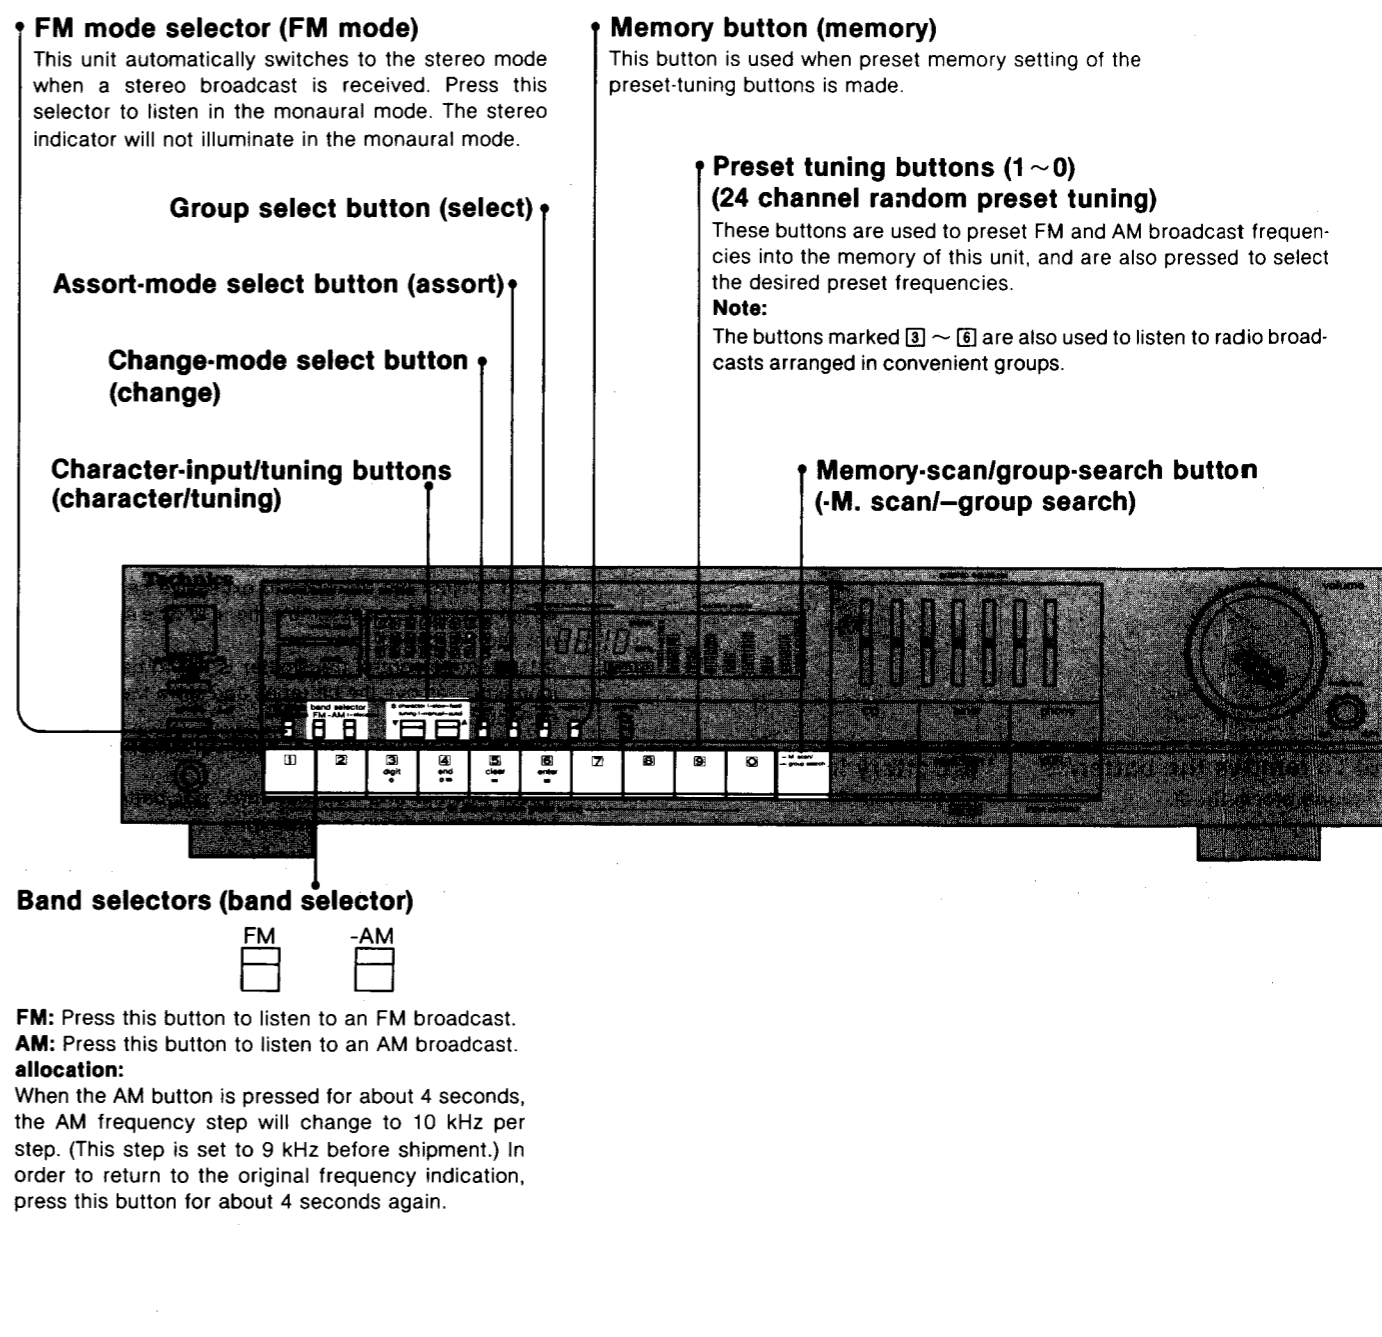 FM mode selector (FM mode)
This unit automatically switches to the stereo mode
when a stereo broadcast is received. Press this
selector to listen in the monaural mode. The stereo
indicator will not illuminate in the monaural mode.
Memory button (memory)
This button is used when preset memory setting of the
preset-tuning buttons is made.
Preset tuning buttons (1~0)
(24 channel random preset tuning)
These buttons are used to preset FM and AM broadcast frequen-
cies into the memory of this unit, and are also pressed to select
the desired preset frequencies.
Note:
The buttons marked 3 ~ 6 are also used to listen to radio broad-
casts arranged in convenient groups.
Group select button (select)
Assort-mode select button (assort)
Change-mode select button
(change)
Character-input/tuning buttons
(character/tuning)
Memory-scan/group-search button
(-M. scan/–group search)
Technics
volume
band selector
FM -AM
1
2
3
4
5
6
7
8
9
0
digit
end
clear
enter
- M. scan/
— group search
Band selectors (band selector)
FM
-AM
FM: Press this button to listen to an FM broadcast.
AM: Press this button to listen to an AM broadcast.
allocation:
When the AM button is pressed for about 4 seconds,
the AM frequency step will change to 10 kHz per
step. (This step is set to 9 kHz before shipment.) In
order to return to the original frequency indication,
press this button for about 4 seconds again.